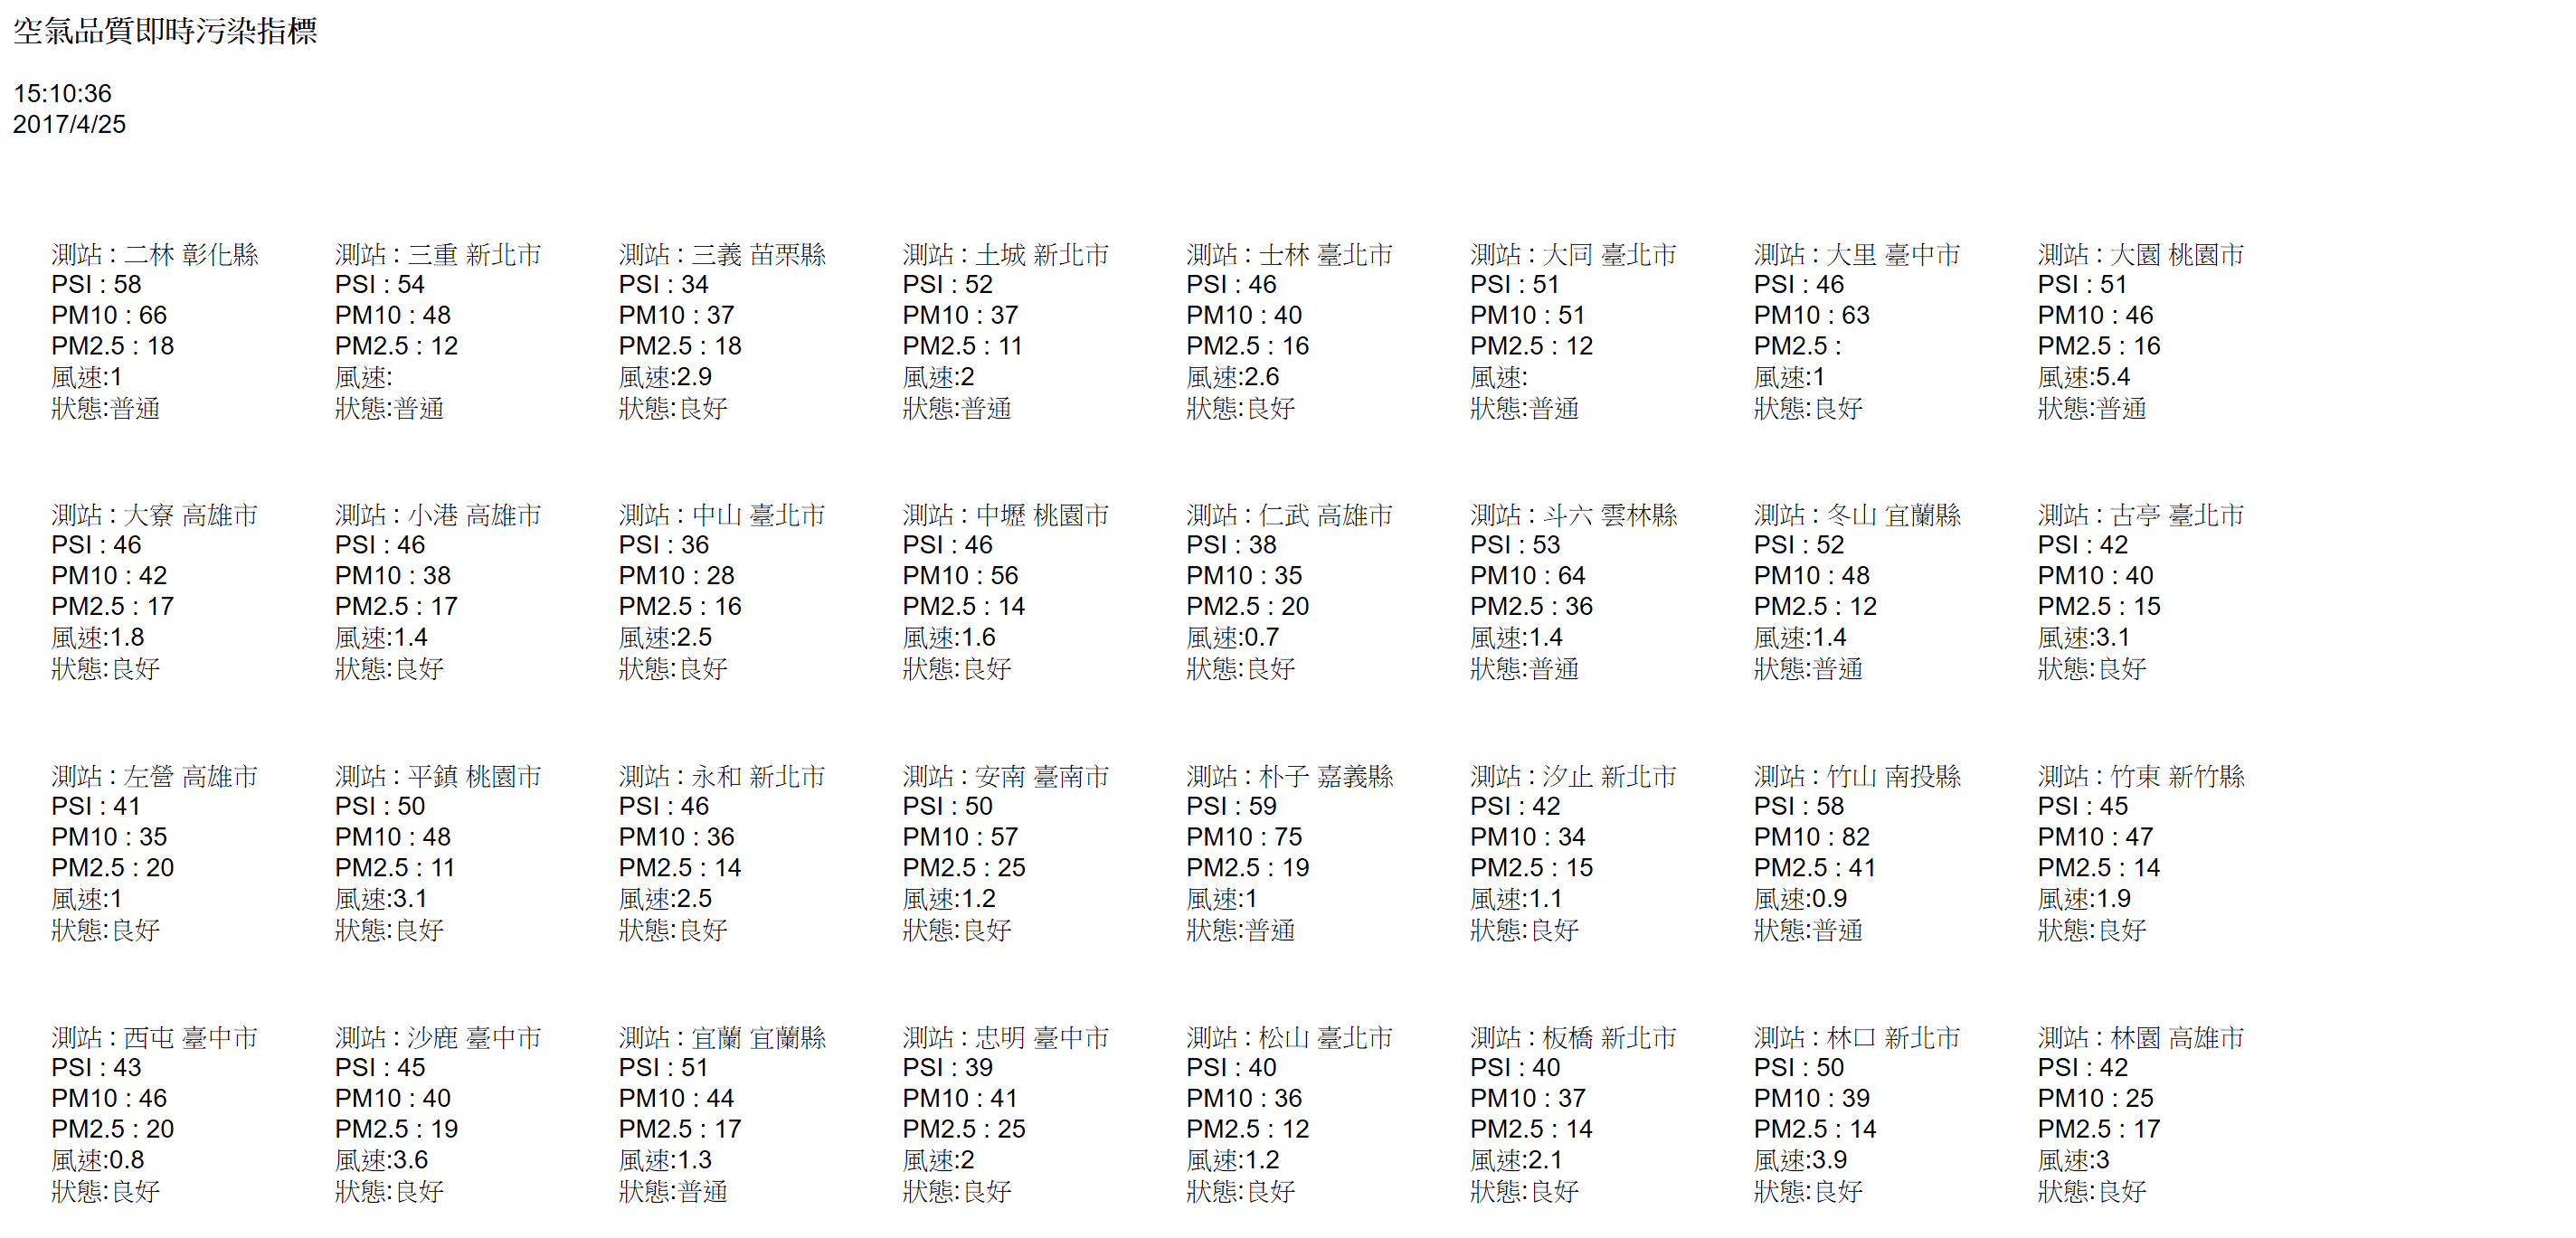 空氣品質即時污染指標
15:10:36
2017/4/25
測站 : 二林 彰化縣
PSI : 58
PM10 : 66
PM2.5 : 18
風速:1
狀態:普通
測站 : 三重 新北市
PSI : 54
PM10 : 48
PM2.5 : 12
風速:
狀態:普通
測站 : 三義 苗栗縣
PSI : 34
PM10 : 37
PM2.5 : 18
風速:2.9
狀態:良好
測站 : 土城 新北市
PSI : 52
PM10 : 37
PM2.5 : 11
風速:2
狀態:普通
測站 : 士林 臺北市
PSI : 46
PM10 : 40
PM2.5 : 16
風速:2.6
狀態:良好
測站 : 大同 臺北市
PSI : 51
PM10 : 51
PM2.5 : 12
風速:
狀態:普通
測站 : 大里 臺中市
PSI : 46
PM10 : 63
PM2.5 :
風速:1
狀態:良好
測站 : 大園 桃園市
PSI : 51
PM10 : 46
PM2.5 : 16
風速:5.4
狀態:普通
測站 : 大寮 高雄市
PSI : 46
PM10 : 42
PM2.5 : 17
風速:1.8
狀態:良好
測站 : 小港 高雄市
PSI : 46
PM10 : 38
PM2.5 : 17
風速:1.4
狀態:良好
測站 : 中山 臺北市
PSI : 36
PM10 : 28
PM2.5 : 16
風速:2.5
狀態:良好
測站 : 中壢 桃園市
PSI : 46
PM10 : 56
PM2.5 : 14
風速:1.6
狀態:良好
測站 : 仁武 高雄市
PSI : 38
PM10 : 35
PM2.5 : 20
風速:0.7
狀態:良好
測站 : 斗六 雲林縣
PSI : 53
PM10 : 64
PM2.5 : 36
風速:1.4
狀態:普通
測站 : 冬山 宜蘭縣
PSI : 52
PM10 : 48
PM2.5 : 12
風速:1.4
狀態:普通
測站 : 古亭 臺北市
PSI : 42
PM10 : 40
PM2.5 : 15
風速:3.1
狀態:良好
測站 : 左營 高雄市
PSI : 41
PM10 : 35
PM2.5 : 20
風速:1
狀態:良好
測站 : 平鎮 桃園市
PSI : 50
PM10 : 48
PM2.5 : 11
風速:3.1
狀態:良好
測站 : 永和 新北市
PSI : 46
PM10 : 36
PM2.5 : 14
風速:2.5
狀態:良好
測站 : 安南 臺南市
PSI : 50
PM10 : 57
PM2.5 : 25
風速:1.2
狀態:良好
測站 : 朴子 嘉義縣
PSI : 59
PM10 : 75
PM2.5 : 19
風速:1
狀態:普通
測站 : 汐止 新北市
PSI : 42
PM10 : 34
PM2.5 : 15
風速:1.1
狀態:良好
測站 : 竹山 南投縣
PSI : 58
PM10 : 82
PM2.5 : 41
風速:0.9
狀態:普通
測站 : 竹東 新竹縣
PSI : 45
PM10 : 47
PM2.5 : 14
風速:1.9
狀態:良好
測站 : 西屯 臺中市
PSI : 43
PM10 : 46
PM2.5 : 20
風速:0.8
狀態:良好
測站 : 沙鹿 臺中市
PSI : 45
PM10 : 40
PM2.5 : 19
風速:3.6
狀態:良好
測站 : 宜蘭 宜蘭縣
PSI : 51
PM10 : 44
PM2.5 : 17
風速:1.3
狀態:普通
測站 : 忠明 臺中市
PSI : 39
PM10 : 41
PM2.5 : 25
風速:2
狀態:良好
測站 : 松山 臺北市
PSI : 40
PM10 : 36
PM2.5 : 12
風速:1.2
狀態:良好
測站 : 板橋 新北市
PSI : 40
PM10 : 37
PM2.5 : 14
風速:2.1
狀態:良好
測站 : 林口 新北市
PSI : 50
PM10 : 39
PM2.5 : 14
風速:3.9
狀態:良好
測站 : 林園 高雄市
PSI : 42
PM10 : 25
PM2.5 : 17
風速:3
狀態:良好